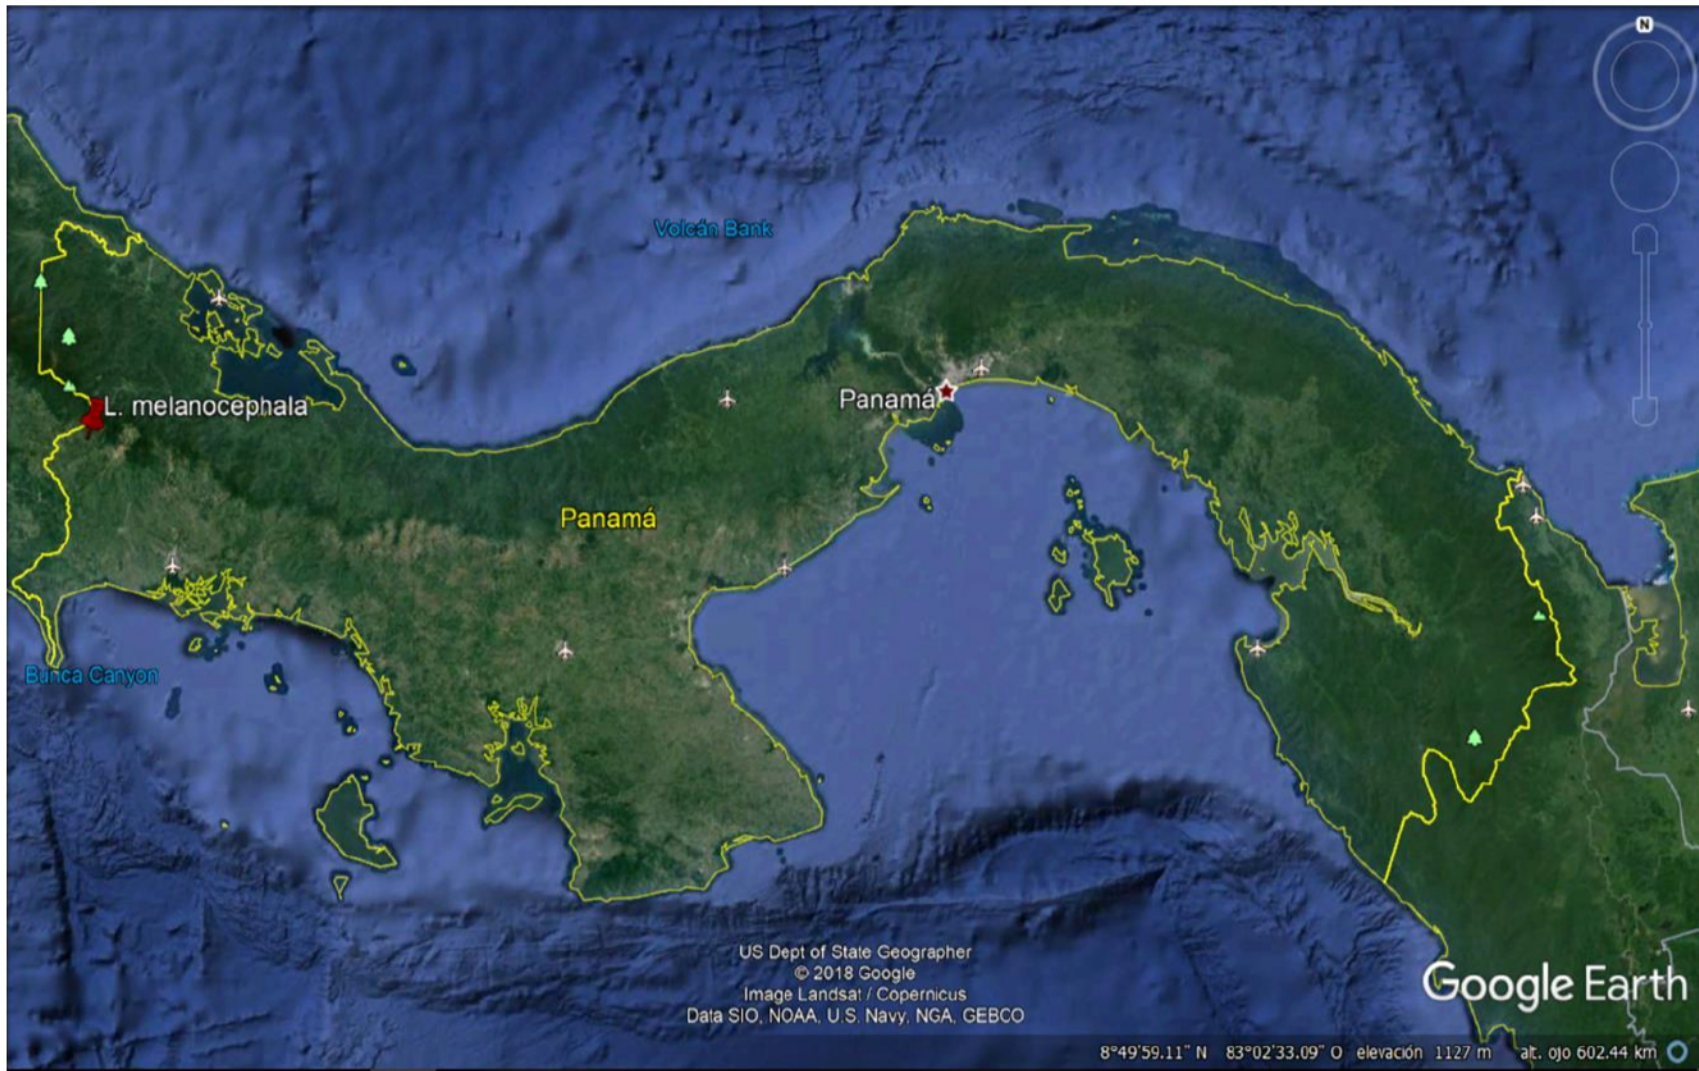 N
Volcán Bank
L. melanocephala
Panamá
Panamá
Bunca Canyon
US Dept of State Geographer
© 2018 Google
Image Landsat / Copernicus
Data SIO, NOAA, U.S. Navy, NGA, GEBCO
Google Earth
8°49'59.11" N 83°02'33.09" O elevación 1127 m alt. ojo 602.44 km